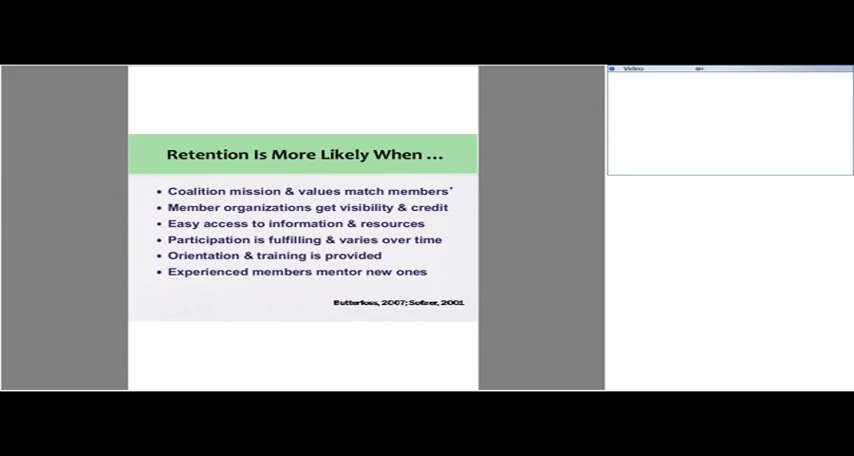 Video
Retention Is More Likely When ...
• Coalition mission & values match members'
• Member organizations get visibility & credit
• Easy access to information & resources
• Participation is fulfilling & varies over time
• Orientation & training is provided
• Experienced members mentor new ones
Butterfoss, 2007; Sofaer, 2001